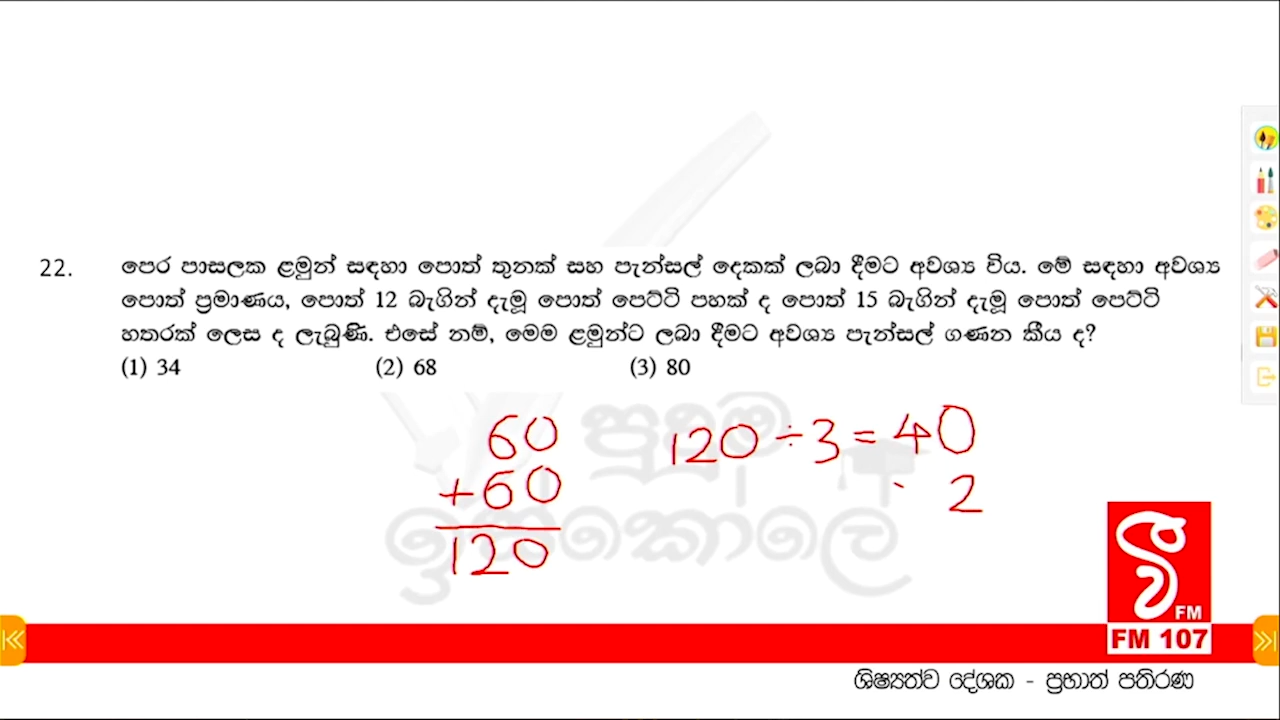 22. පෙර පාසලක ළමුන් සඳහා පොත් තුනක් සහ පැන්සල් දෙකක් ලබා දීමට අවශ්‍ය විය. මේ සඳහා අවශ්‍ය
පොත් ප්‍රමාණය, පොත් 12 බැගින් දැමූ පොත් පෙට්ටි පහක් ද පොත් 15 බැගින් දැමූ පොත් පෙට්ටි
හතරක් ලෙස ද ලැබුණි. එසේ නම්, මෙම ළමුන්ට ලබා දීමට අවශ්‍ය පැන්සල් ගණන කීය ද?
(1) 34 (2) 68 (3) 80
පුථම
ඉස්කොලෙ
60
+60
120
120 ÷ 3 = 40
2
රී
FM
FM 107
ශිෂ්‍යත්ව දේශක - ප්‍රභාත් පතිරණ